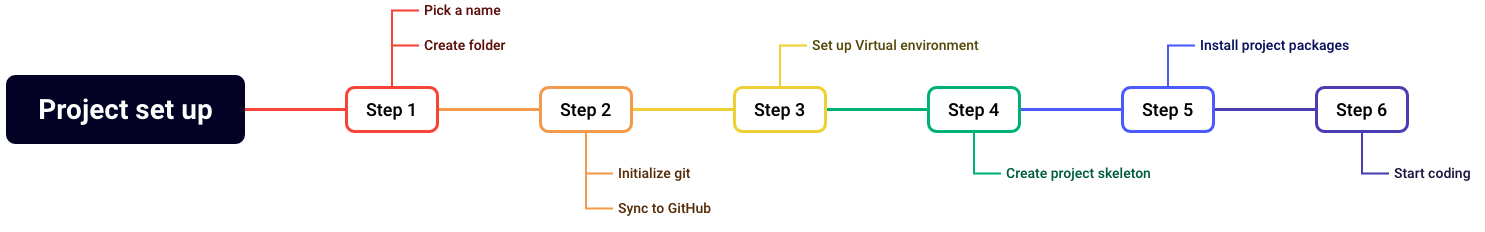 Project set up
Step 1
Pick a name
Create folder
Step 2
Initialize git
Sync to GitHub
Step 3
Set up Virtual environment
Step 4
Create project skeleton
Step 5
Install project packages
Step 6
Start coding